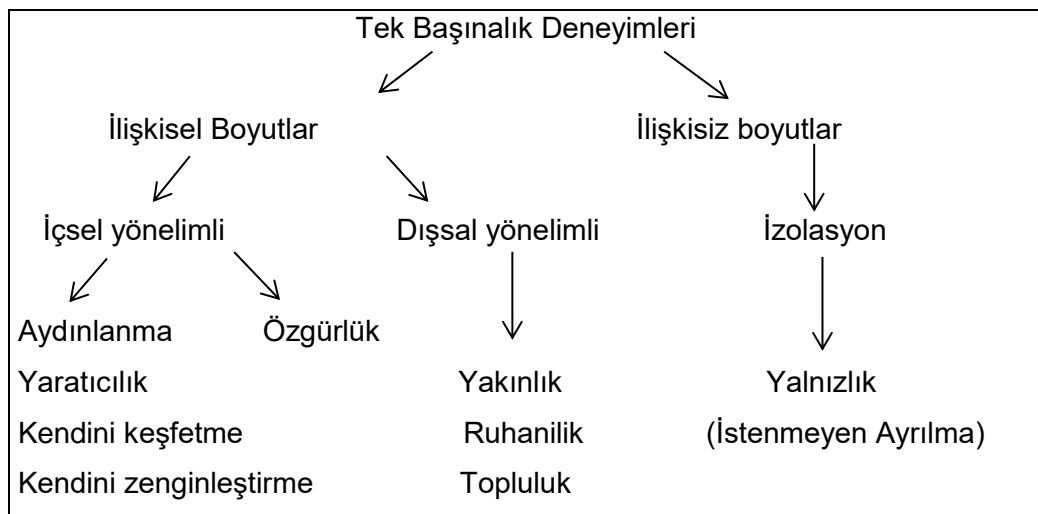 Tek Başınalık Deneyimleri
İlişkisel Boyutlar İlişkisiz boyutlar
İçsel yönelimli Dışsal yönelimli İzolasyon
Aydınlanma Özgürlük
Yaratıcılık Yakınlık Yalnızlık
Kendini keşfetme Ruhanilik (İstenmeyen Ayrılma)
Kendini zenginleştirme Topluluk